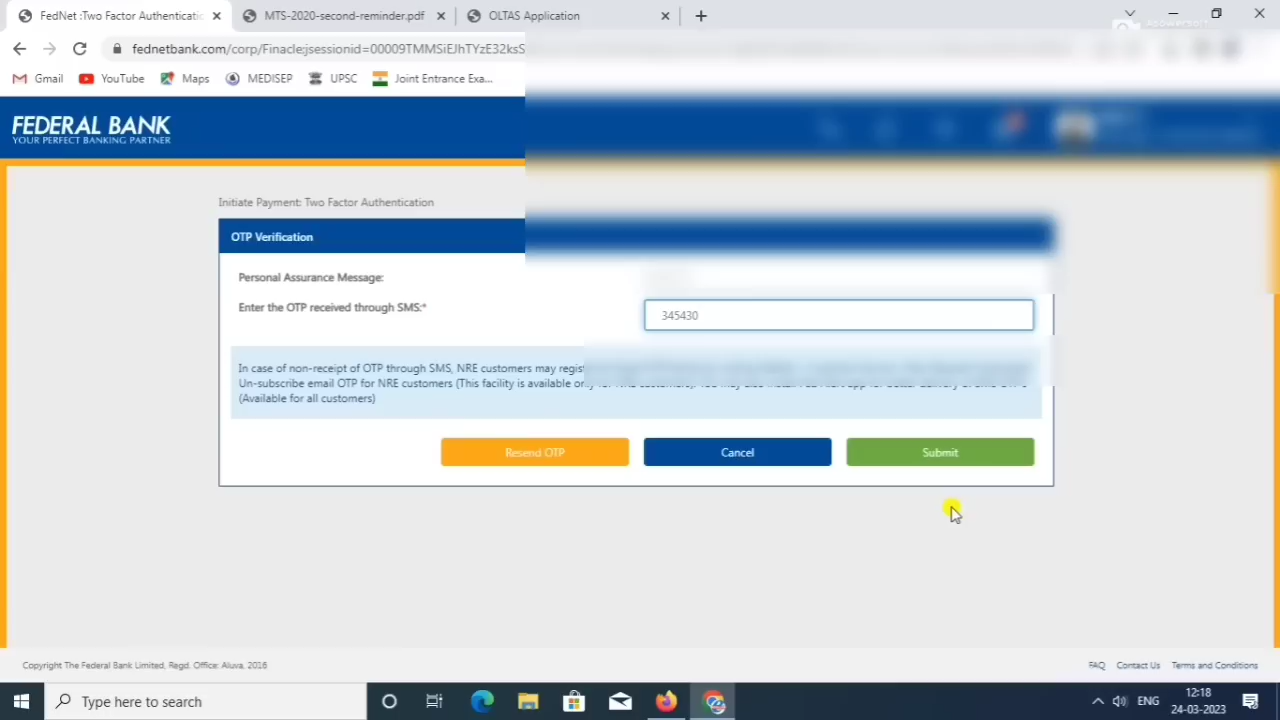 FedNet :Two Factor Authenticatio
MTS-2020-second-reminder.pdf
OLTAS Application
fednetbank.com/corp/Finacle;jsessionid=00009TMMSiEJhTYzE32ksS
Gmail
YouTube
Maps
MEDISEP
UPSC
Joint Entrance Exa...
FEDERAL BANK
YOUR PERFECT BANKING PARTNER
Initiate Payment: Two Factor Authentication
OTP Verification
Personal Assurance Message:
Enter the OTP received through SMS:*
345430
In case of non-receipt of OTP through SMS, NRE customers may regist
Un-subscribe email OTP for NRE customers (This facility is available only for NRE customers). You may also install
(Available for all customers)
Resend OTP
Cancel
Submit
Copyright The Federal Bank Limited, Regd. Office: Aluva, 2016
FAQ
Contact Us
Terms and Conditions
Type here to search
ENG
12:18
24-03-2023